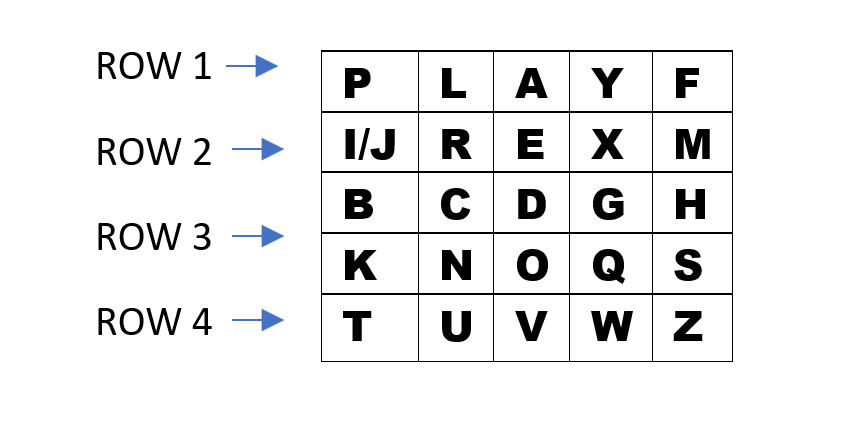 ROW 1
P L A Y F
ROW 2
I/J R E X M
B C D G H
ROW 3
K N O Q S
ROW 4
T U V W Z